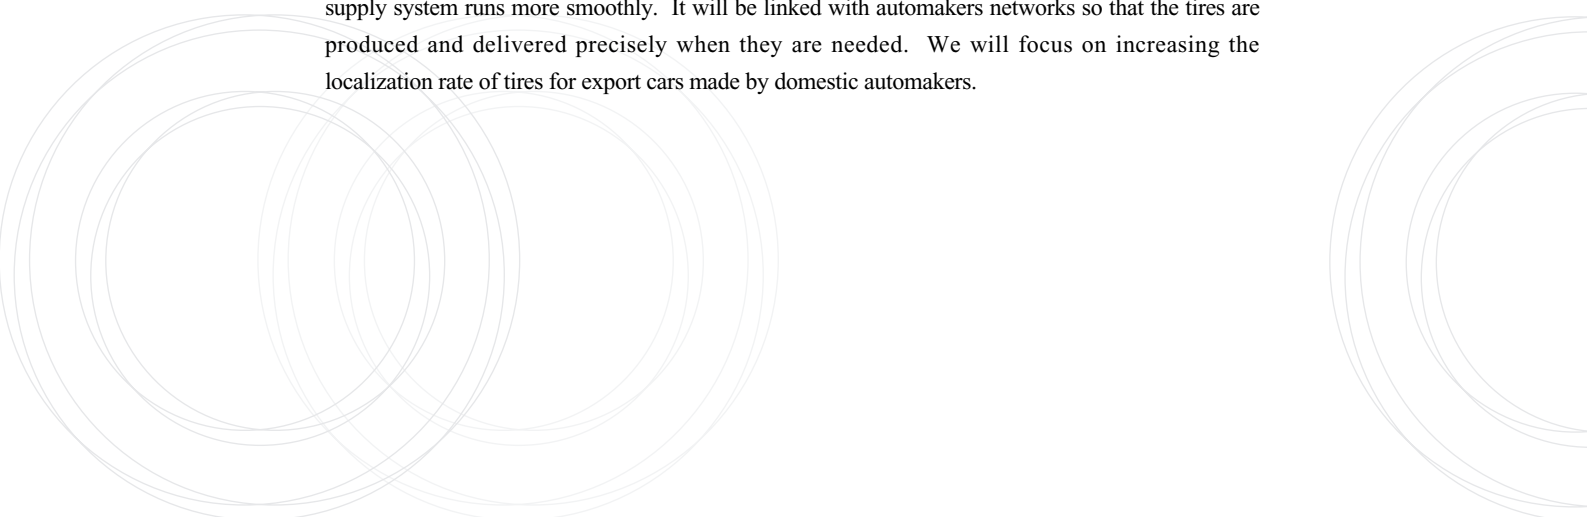 supply system runs more smoothly.  It will be linked with automakers networks so that the tires are
produced and delivered precisely when they are needed.  We will focus on increasing the
localization rate of tires for export cars made by domestic automakers.